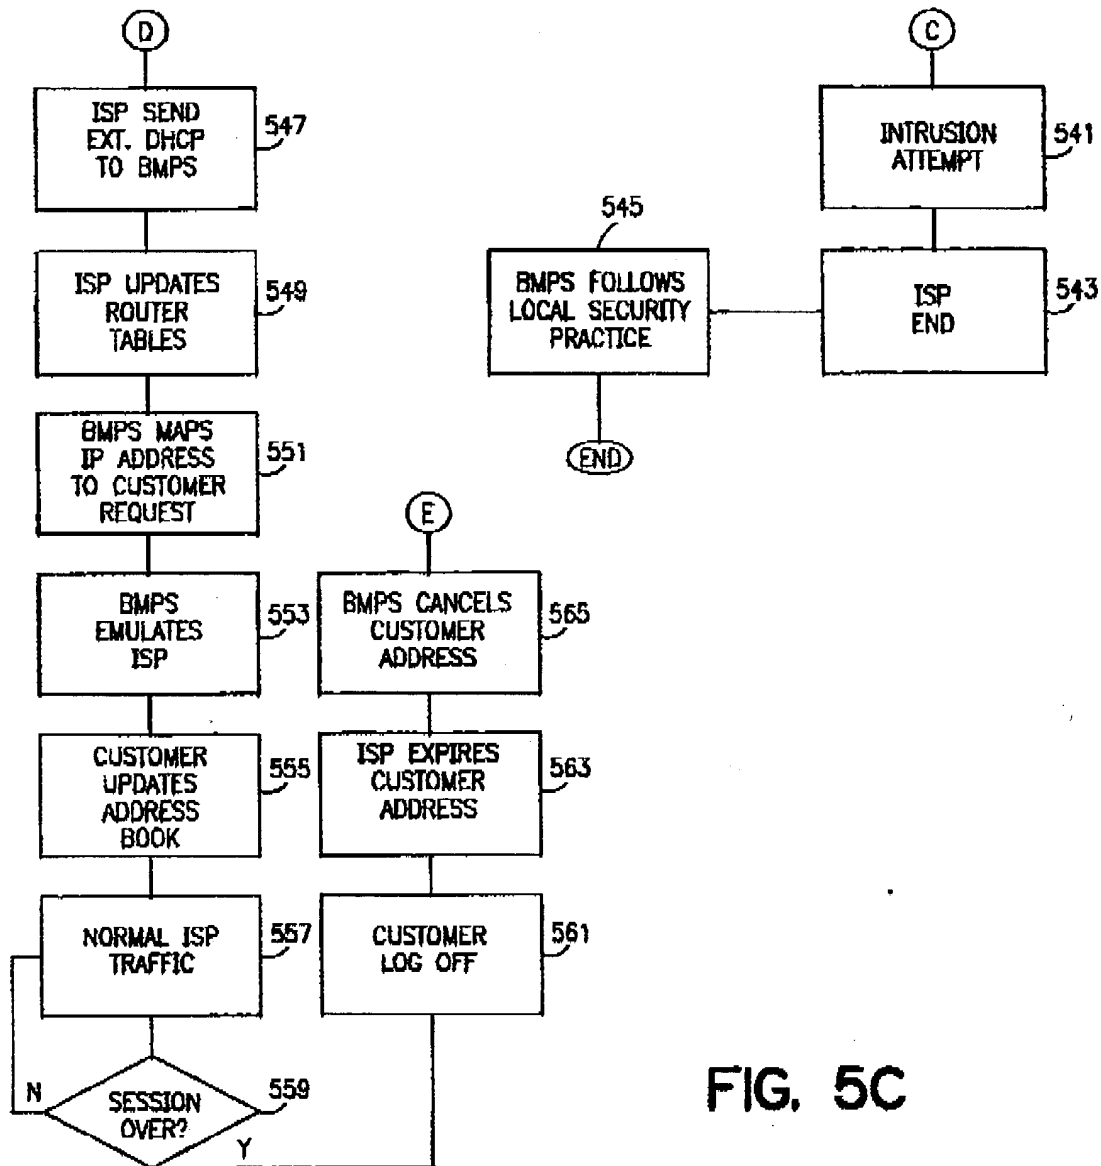 D
ISP SEND
EXT. DHCP
TO BMPS
547
ISP UPDATES
ROUTER
TABLES
549
BMPS MAPS
IP ADDRESS
TO CUSTOMER
REQUEST
551
BMPS
EMULATES
ISP
553
CUSTOMER
UPDATES
ADDRESS
BOOK
555
NORMAL ISP
TRAFFIC
557
SESSION
OVER?
559
N
Y
E
BMPS CANCELS
CUSTOMER
ADDRESS
565
ISP EXPIRES
CUSTOMER
ADDRESS
563
CUSTOMER
LOG OFF
561
C
INTRUSION
ATTEMPT
541
ISP
END
543
545
BMPS FOLLOWS
LOCAL SECURITY
PRACTICE
END
FIG. 5C